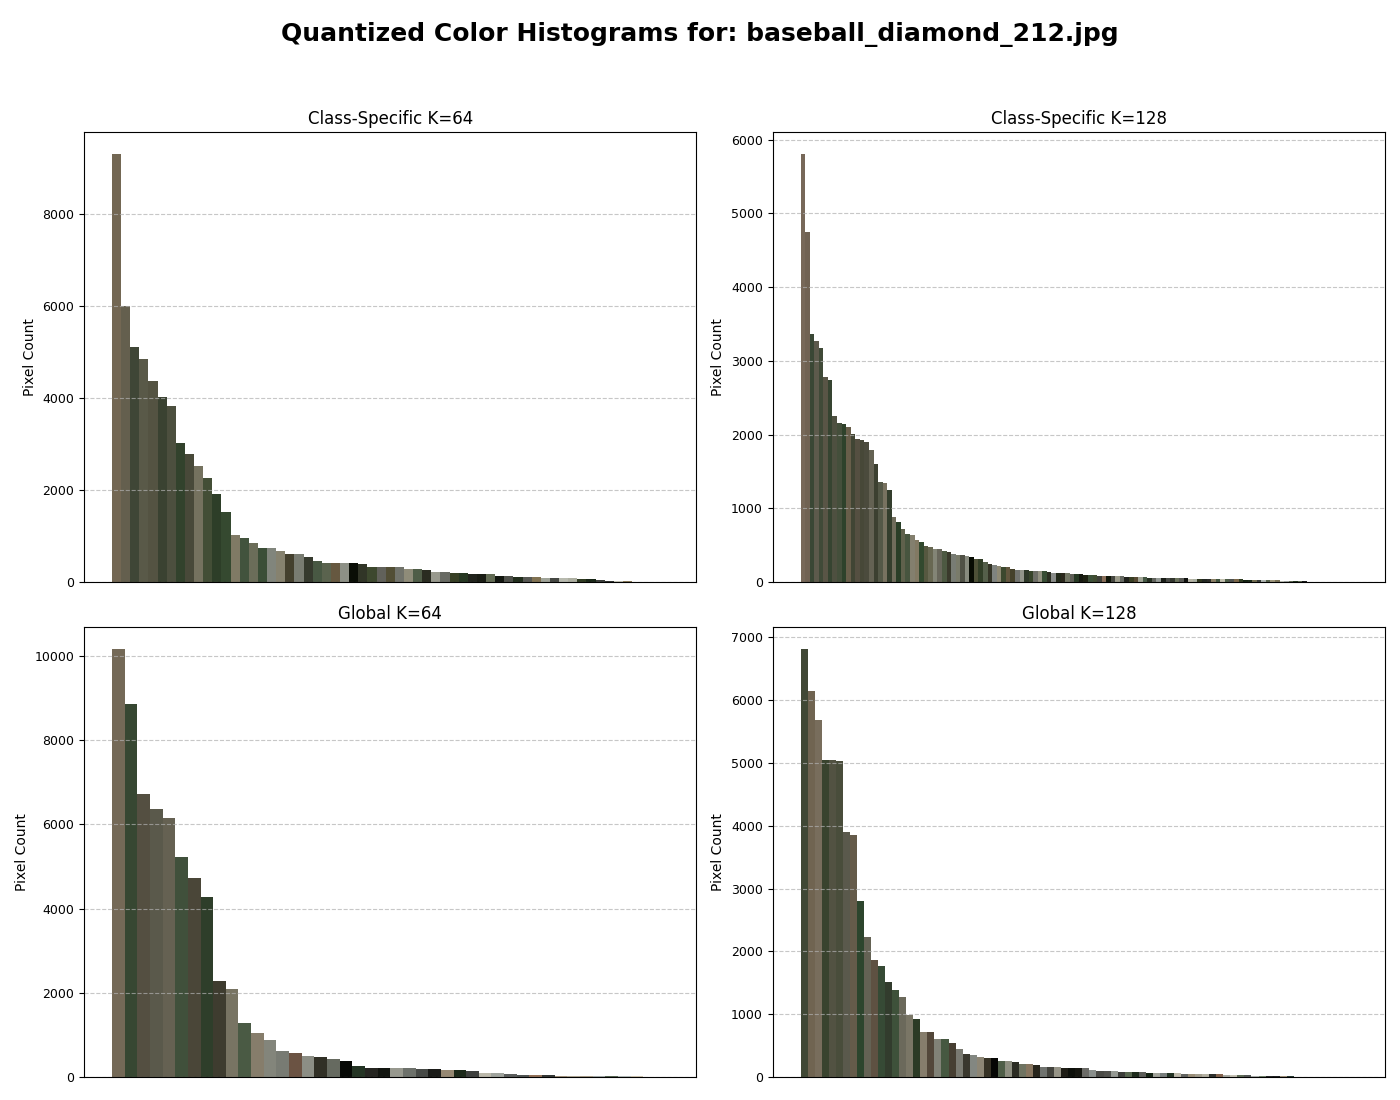 Quantized Color Histograms for: baseball_diamond_212.jpg
Class-Specific K=64
Pixel Count
8000
6000
4000
2000
0
Class-Specific K=128
Pixel Count
6000
5000
4000
3000
2000
1000
0
Global K=64
Pixel Count
10000
8000
6000
4000
2000
0
Global K=128
Pixel Count
7000
6000
5000
4000
3000
2000
1000
0